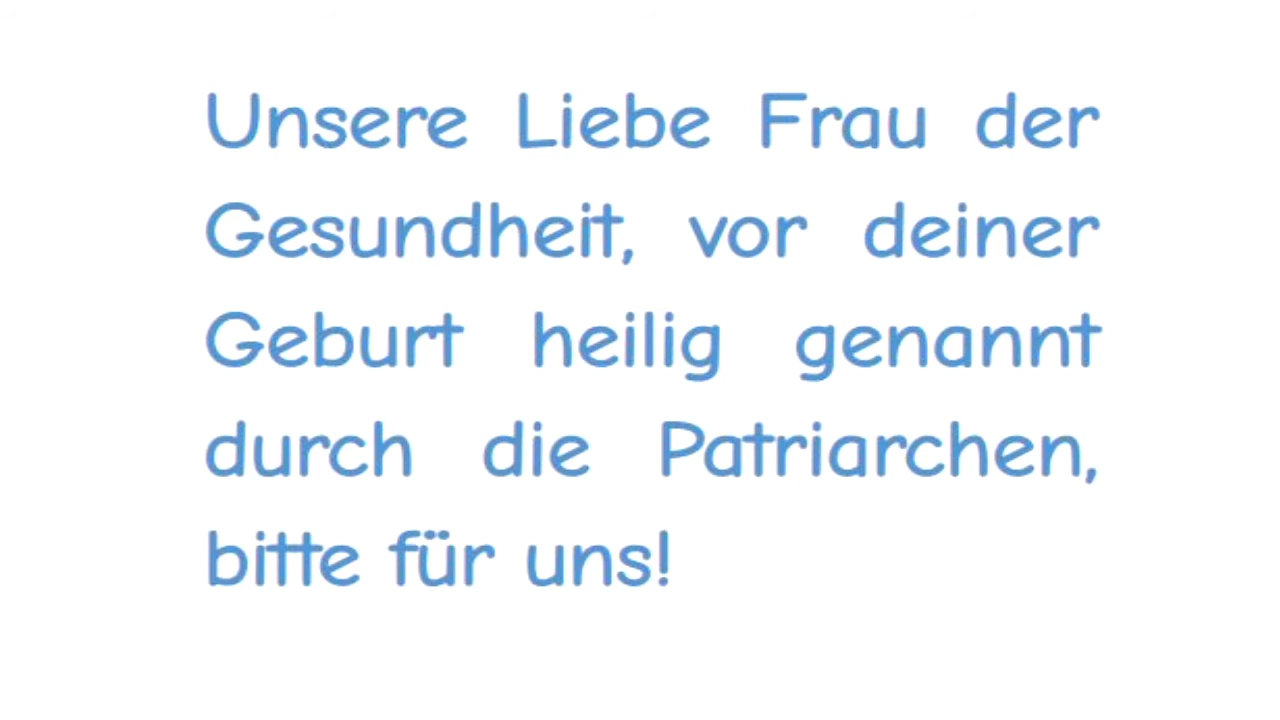 Unsere Liebe Frau der
Gesundheit, vor deiner
Geburt heilig genannt
durch die Patriarchen,
bitte für uns!